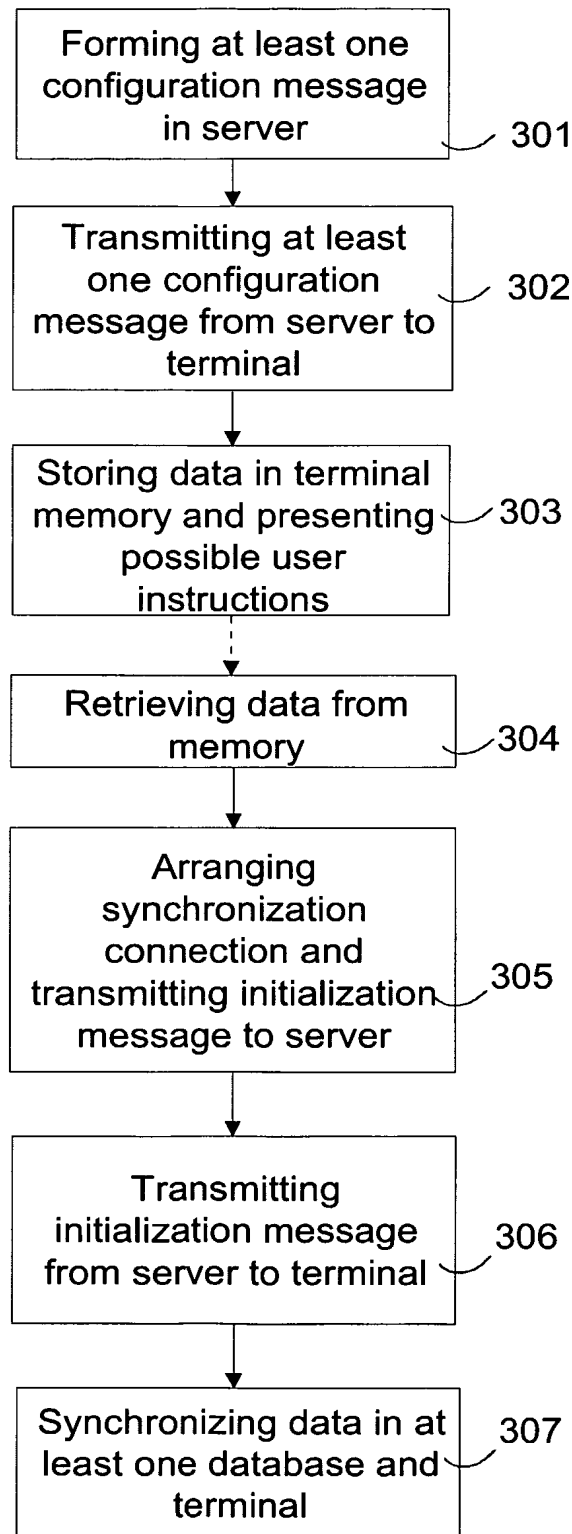 Forming at least one
configuration message
in server
301
Transmitting at least
one configuration
message from server to
terminal
302
Storing data in terminal
memory and presenting
possible user
instructions
303
Retrieving data from
memory
304
Arranging
synchronization
connection and
transmitting initialization
message to server
305
Transmitting
initialization message
from server to terminal
306
Synchronizing data in at
least one database and
terminal
307